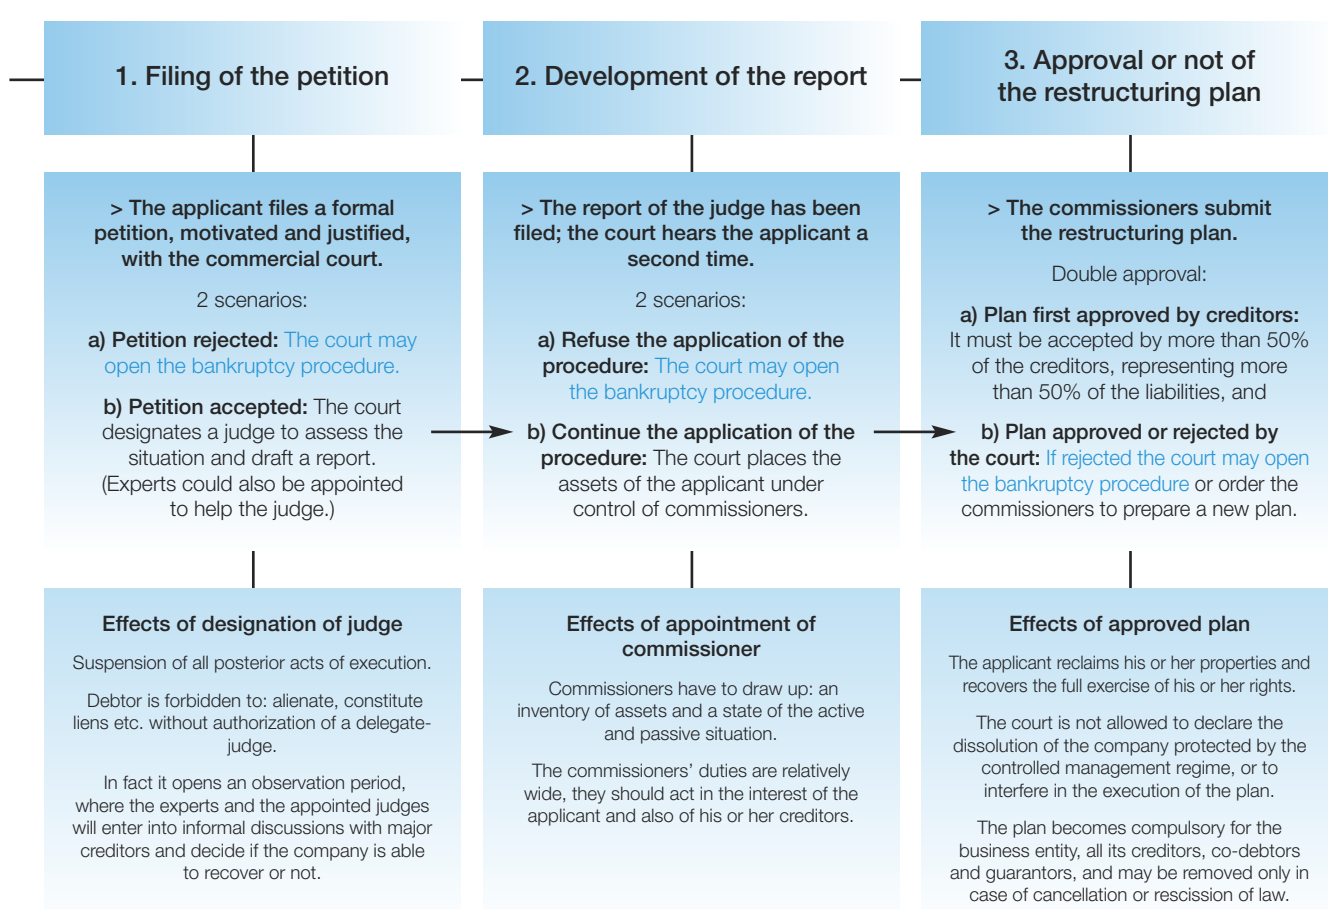 1. Filing of the petition
> The applicant files a formal
petition, motivated and justified,
with the commercial court.
2 scenarios:
a) Petition rejected: The court may
open the bankruptcy procedure.
b) Petition accepted: The court
designates a judge to assess the
situation and draft a report.
(Experts could also be appointed
to help the judge.)
Effects of designation of judge
Suspension of all posterior acts of execution.
Debtor is forbidden to: alienate, constitute
liens etc. without authorization of a delegate-
judge.
In fact it opens an observation period,
where the experts and the appointed judges
will enter into informal discussions with major
creditors and decide if the company is able
to recover or not.
2. Development of the report
> The report of the judge has been
filed; the court hears the applicant a
second time.
2 scenarios:
a) Refuse the application of the
procedure: The court may open
the bankruptcy procedure.
b) Continue the application of the
procedure: The court places the
assets of the applicant under
control of commissioners.
Effects of appointment of
commissioner
Commissioners have to draw up: an
inventory of assets and a state of the active
and passive situation.
The commissioners’ duties are relatively
wide, they should act in the interest of the
applicant and also of his or her creditors.
3. Approval or not of
the restructuring plan
> The commissioners submit
the restructuring plan.
Double approval:
a) Plan first approved by creditors:
It must be accepted by more than 50%
of the creditors, representing more
than 50% of the liabilities, and
b) Plan approved or rejected by
the court: If rejected the court may open
the bankruptcy procedure or order the
commissioners to prepare a new plan.
Effects of approved plan
The applicant reclaims his or her properties and
recovers the full exercise of his or her rights.
The court is not allowed to declare the
dissolution of the company protected by the
controlled management regime, or to
interfere in the execution of the plan.
The plan becomes compulsory for the
business entity, all its creditors, co-debtors
and guarantors, and may be removed only in
case of cancellation or rescission of law.